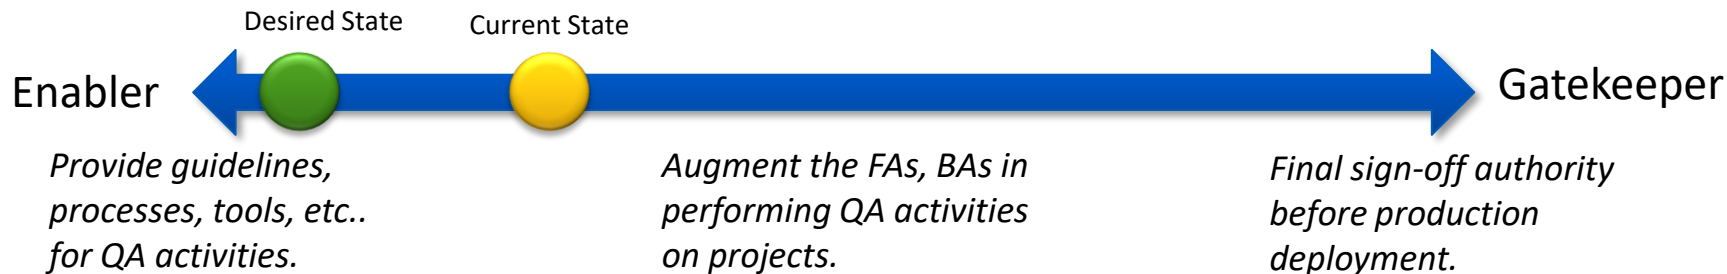 Desired State
Current State
Enabler
Gatekeeper
Provide guidelines,
processes, tools, etc..
for QA activities.
Augment the FAs, BAs in
performing QA activities
on projects.
Final sign-off authority
before production
deployment.